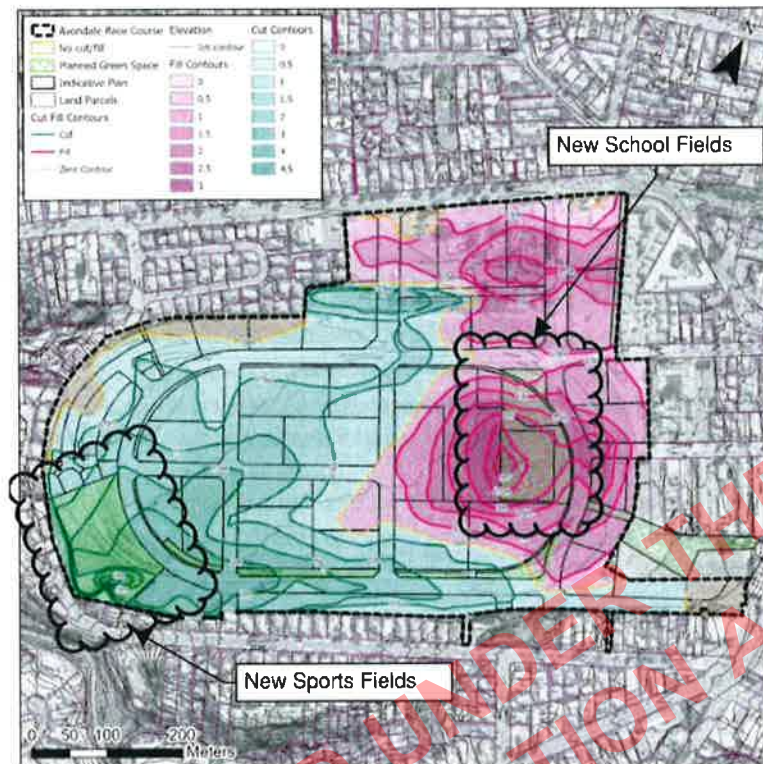 Avondale Race Course
No cut/fill
Planned Green Space
Indicative Plan
Land Parcels
Cut Fill Contours
Cut
Fill
Zero Contour
Elevation
1m contour
Fill Contours
0
0.5
1
1.5
2
2.5
3
Cut Contours
0
0.5
1
1.5
2
3
4
4.5
New School Fields
New Sports Fields
0 50 100 200
Meters
D UNDER THE
TION A